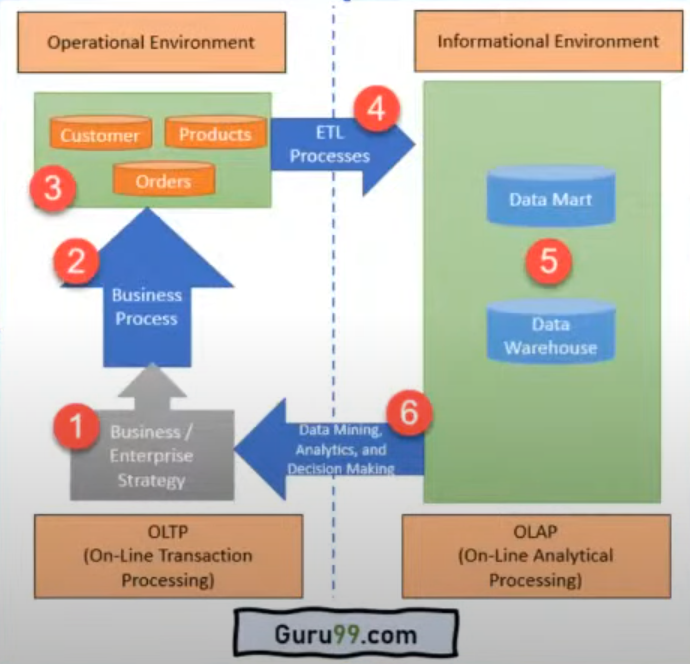 Operational Environment
Informational Environment
Customer
Products
Orders
3
ETL
Processes
4
2
Business
Process
Data Mart
5
Data
Warehouse
1
Business /
Enterprise
Strategy
6
Data Mining,
Analytics, and
Decision Making
OLTP
(On-Line Transaction
Processing)
OLAP
(On-Line Analytical
Processing)
Guru99.com